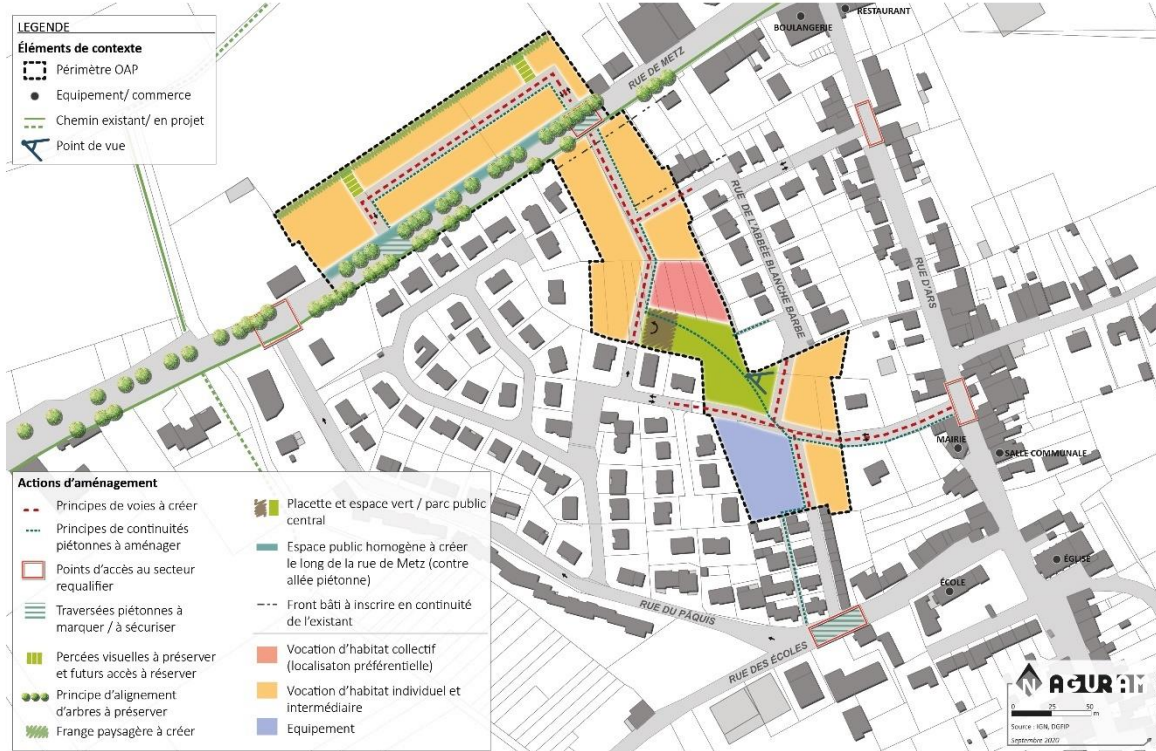 LEGENDE
Éléments de contexte
Périmètre OAP
Equipement/ commerce
Chemin existant/ en projet
Point de vue
RESTAURANT
BOULANGERIE
RUE DE METZ
RUE DE L'ABBÉE BLANCHE BARBE
RUE D'ARS
MAIRIE
SALLE COMMUNALE
ÉGLISE
ÉCOLE
RUE DU PÂQUIS
RUE DES ÉCOLES
Actions d'aménagement
Principes de voies à créer
Principes de continuités
piétonnes à aménager
Points d'accès au secteur
requalifier
Traversées piétonnes à
marquer / à sécuriser
Percées visuelles à préserver
et futurs accès à réserver
Principe d'alignement
d'arbres à préserver
Frange paysagère à créer
Placette et espace vert / parc public
central
Espace public homogène à créer
le long de la rue de Metz (contre
allée piétonne)
Front bâti à inscrire en continuité
de l'existant
Vocation d'habitat collectif
(localisaton préférentielle)
Vocation d'habitat individuel et
intermédiaire
Equipement
N AGURAM
0 25 50
m
Source : IGN, DGFIP
Septembre 2020